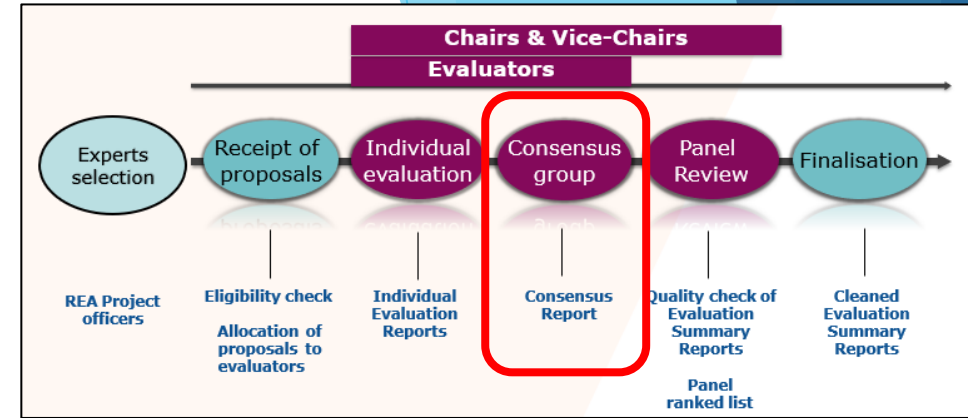 Chairs & Vice-Chairs
Evaluators
Experts
selection
Receipt of
proposals
Individual
evaluation
Consensus
group
Panel
Review
Finalisation
REA Project
officers
Eligibility check
Allocation of
proposals to
evaluators
Individual
Evaluation
Reports
Consensus
Report
Quality check of
Evaluation
Summary
Reports
Panel
ranked list
Cleaned
Evaluation
Summary
Reports